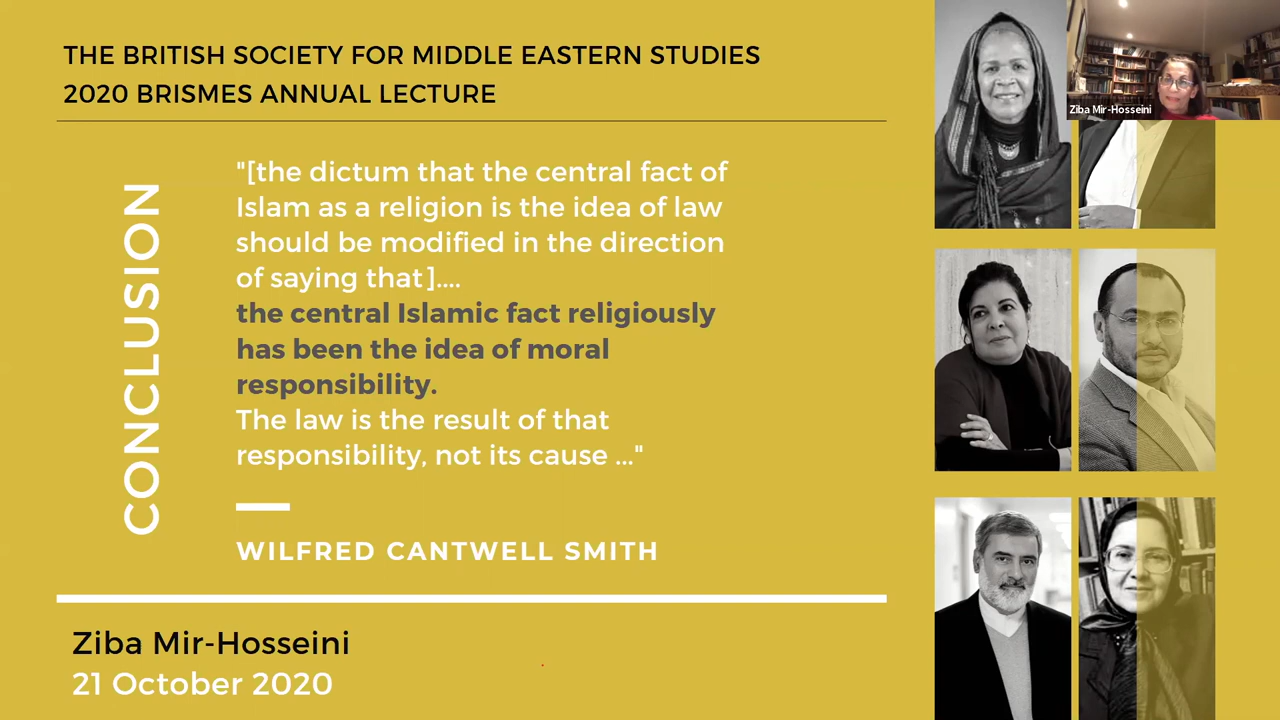 THE BRITISH SOCIETY FOR MIDDLE EASTERN STUDIES
2020 BRISMES ANNUAL LECTURE
CONCLUSION
"[the dictum that the central fact of
Islam as a religion is the idea of law
should be modified in the direction
of saying that]....
the central Islamic fact religiously
has been the idea of moral
responsibility.
The law is the result of that
responsibility, not its cause ..."
WILFRED CANTWELL SMITH
Ziba Mir-Hosseini
21 October 2020
Ziba Mir-Hosseini